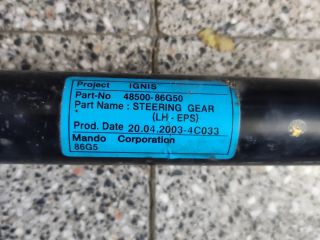 Project IGNIS
Part-No 48500-86G50
Part Name : STEERING GEAR
(LH - EPS)
Prod. Date 20.04.2003-4C033
Mando Corporation
86G5